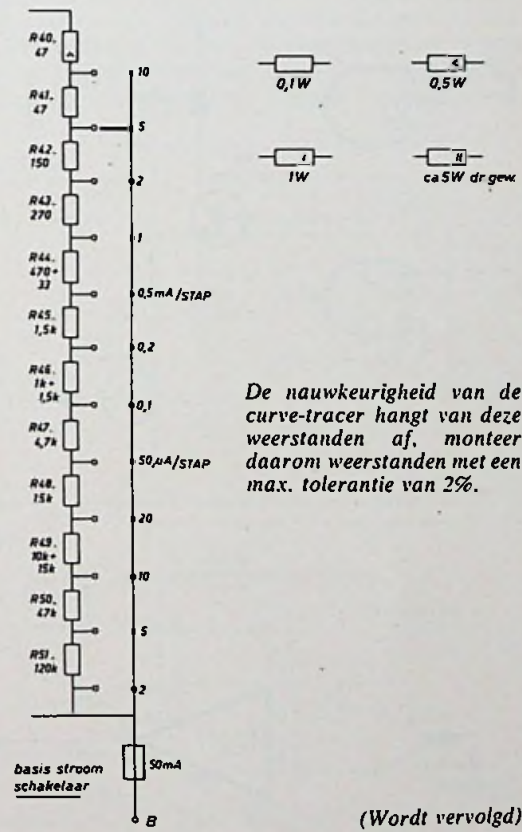 R40.
47
R41.
47
R42.
150
R43.
270
R44.
470+
33
R45.
1,5k
R46.
1k+
1,5k
R47.
4,7k
R48.
15k
R49.
10k+
15k
R50.
47k
R51.
120k
10
5
2
1
0,5mA/STAP
0,2
0,1
50µA/STAP
20
10
5
2
50mA
B
basis stroom
schakelaar
0,1W
0,5W
1W
ca 5W dr gew.
De nauwkeurigheid van de
curve-tracer hangt van deze
weerstanden af, monteer
daarom weerstanden met een
max. tolerantie van 2%.
(Wordt vervolgd)